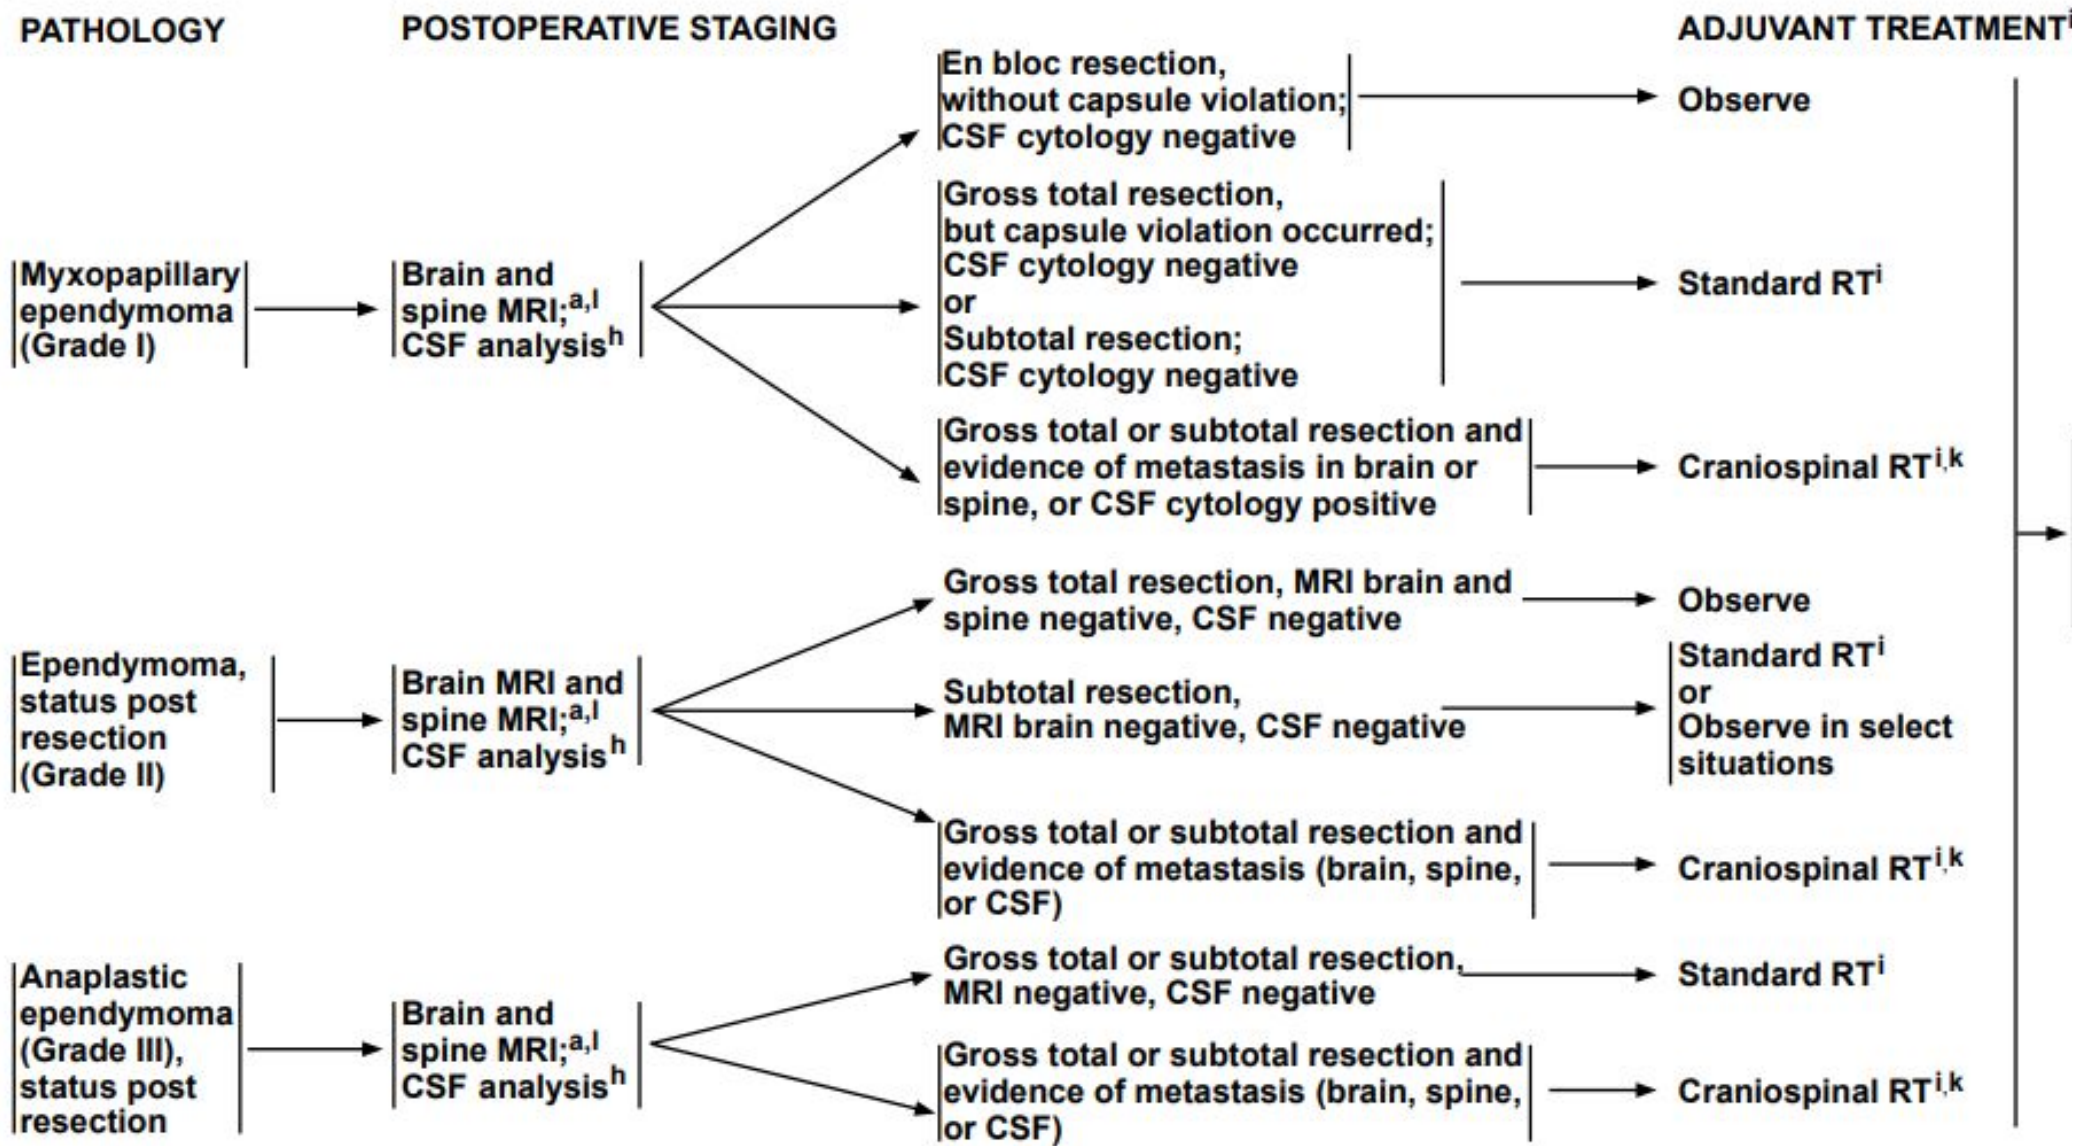 PATHOLOGY
POSTOPERATIVE STAGING
ADJUVANT TREATMENTi
Myxopapillary
ependymoma
(Grade I)
Brain and
spine MRI;a,l
CSF analysish
En bloc resection,
without capsule violation;
CSF cytology negative
Observe
Gross total resection,
but capsule violation occurred;
CSF cytology negative
or
Subtotal resection;
CSF cytology negative
Standard RTi
Gross total or subtotal resection and
evidence of metastasis in brain or
spine, or CSF cytology positive
Craniospinal RTi,k
Ependymoma,
status post
resection
(Grade II)
Brain MRI and
spine MRI;a,l
CSF analysish
Gross total resection, MRI brain and
spine negative, CSF negative
Observe
Subtotal resection,
MRI brain negative, CSF negative
Standard RTi
or
Observe in select
situations
Gross total or subtotal resection and
evidence of metastasis (brain, spine,
or CSF)
Craniospinal RTi,k
Anaplastic
ependymoma
(Grade III),
status post
resection
Brain and
spine MRI;a,l
CSF analysish
Gross total or subtotal resection,
MRI negative, CSF negative
Standard RTi
Gross total or subtotal resection and
evidence of metastasis (brain, spine,
or CSF)
Craniospinal RTi,k